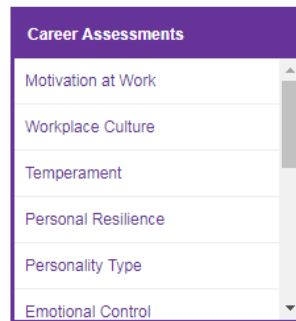 Career Assessments
Motivation at Work
Workplace Culture
Temperament
Personal Resilience
Personality Type
Emotional Control